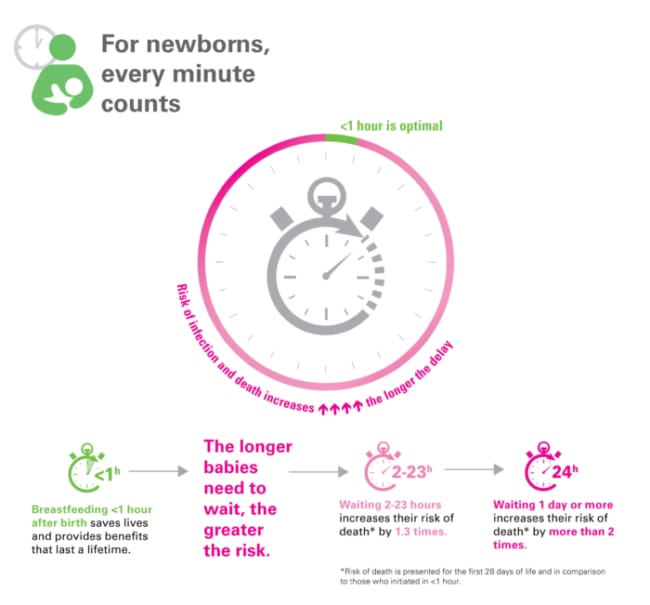 For newborns,
every minute
counts
<1 hour is optimal
Risk of infection and death increases ↑↑↑↑ the longer the delay
<1h
Breastfeeding <1 hour
after birth saves lives
and provides benefits
that last a lifetime.
The longer
babies
need to
wait, the
greater
the risk.
2-23h
Waiting 2-23 hours
increases their risk of
death* by 1.3 times.
24h
Waiting 1 day or more
increases their risk of
death* by more than 2
times.
*Risk of death is presented for the first 28 days of life and in comparison
to those who initiated in <1 hour.